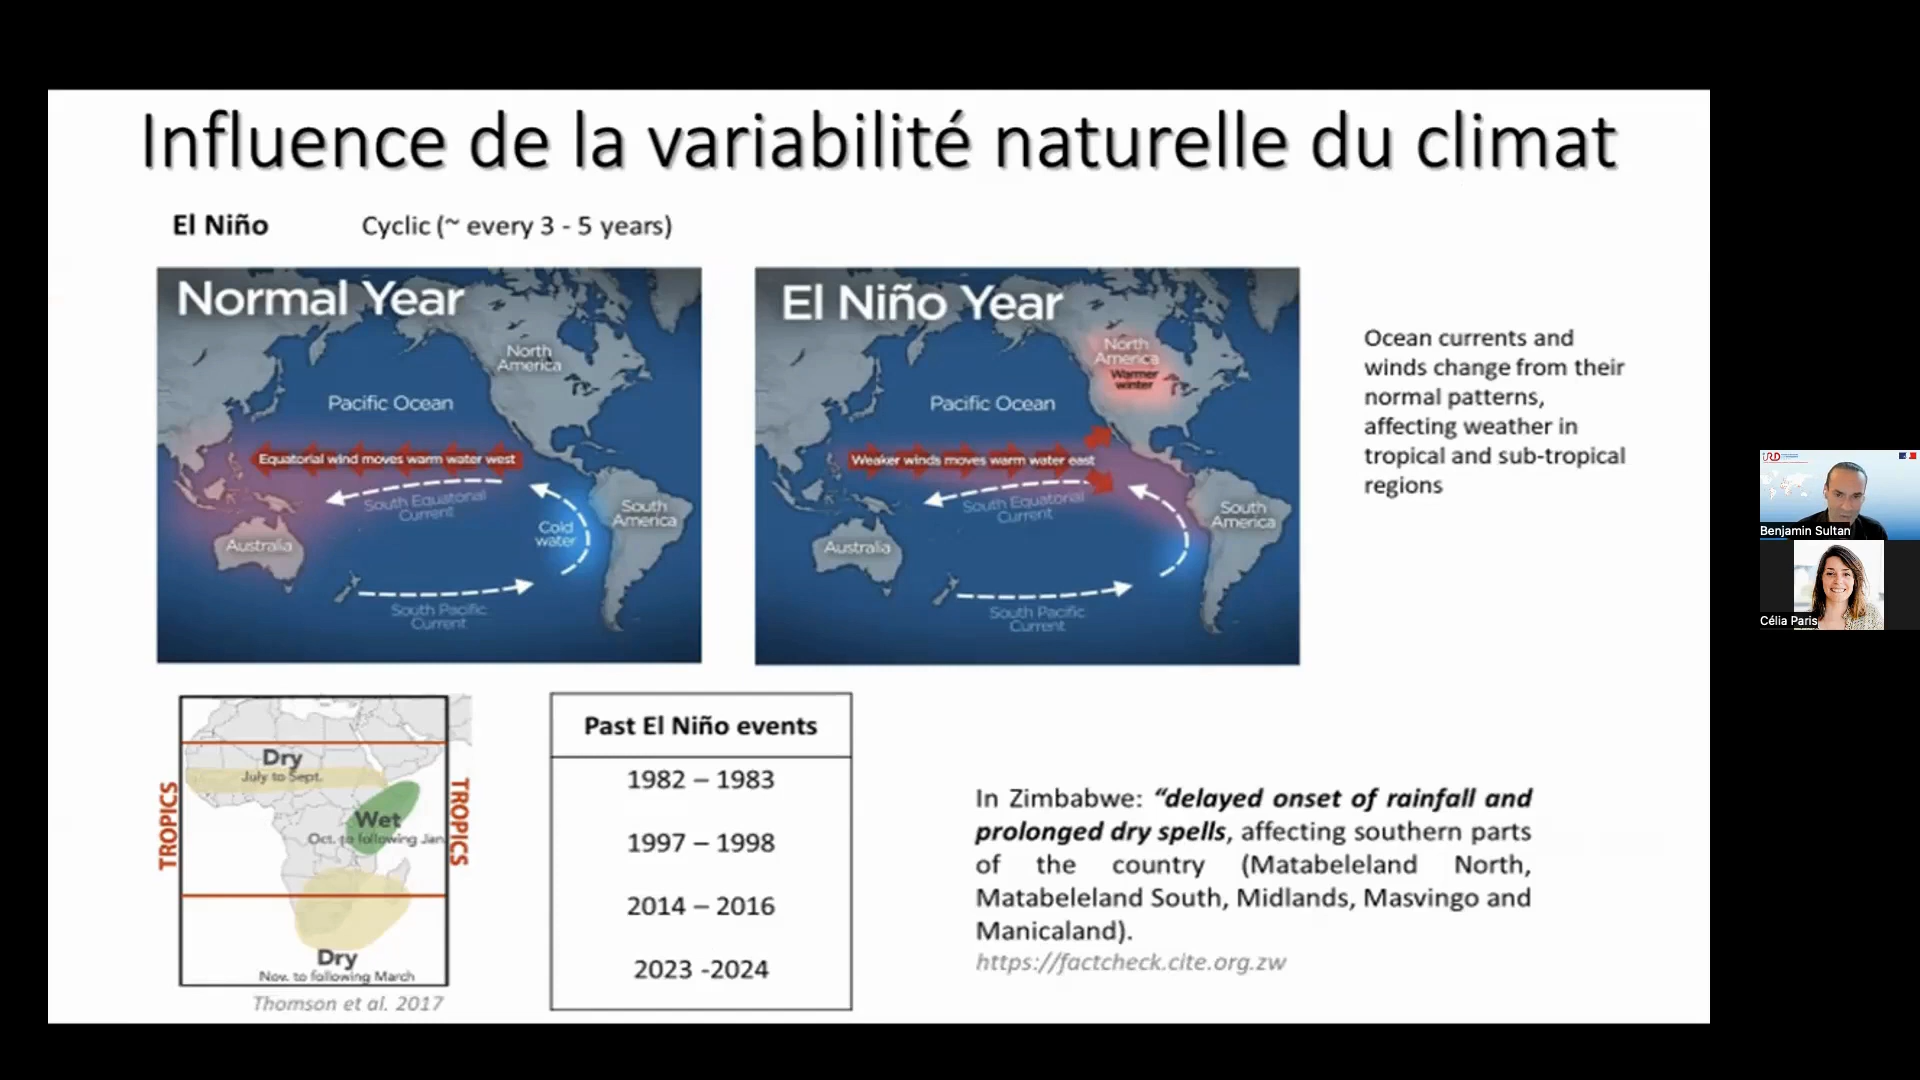 Influence de la variabilité naturelle du climat
El Niño
Cyclic (~ every 3 - 5 years)
Normal Year
North
America
Pacific Ocean
Equatorial wind moves warm water west
South Equatorial
Current
Cold
water
South
America
Australia
South Pacific
Current
El Niño Year
North
America
Warmer
winter
Pacific Ocean
Weaker winds moves warm water east
South Equatorial
Current
South
America
Australia
South Pacific
Current
Ocean currents and
winds change from their
normal patterns,
affecting weather in
tropical and sub-tropical
regions
TROPICS
Dry
July to Sept.
Wet
Oct. to following Jan
Dry
Nov. to following March
TROPICS
Thomson et al. 2017
Past El Niño events
1982 – 1983
1997 – 1998
2014 – 2016
2023 -2024
In Zimbabwe: “delayed onset of rainfall and
prolonged dry spells, affecting southern parts
of the country (Matabeleland North,
Matabeleland South, Midlands, Masvingo and
Manicaland).
https://factcheck.cite.org.zw
IRD
Benjamin Sultan
Célia Paris